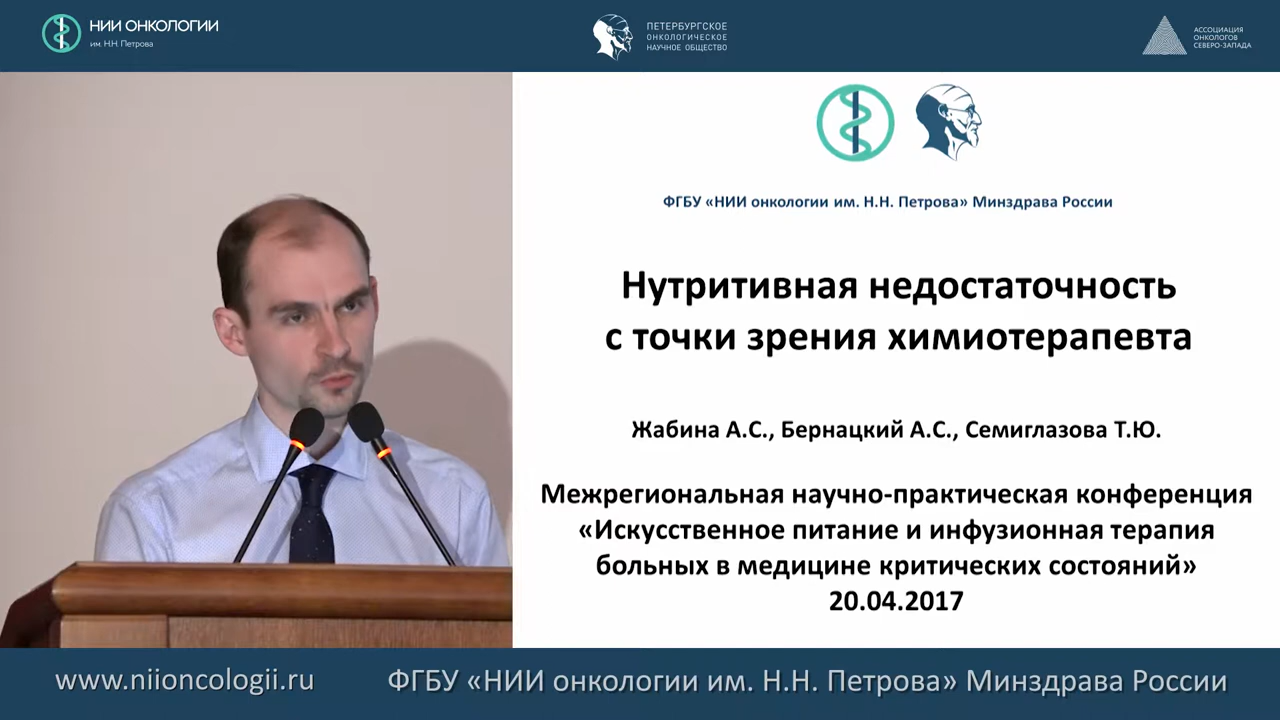 НИИ ОНКОЛОГИИ
им. Н.Н. Петрова
ПЕТЕРБУРГСКОЕ
ОНКОЛОГИЧЕСКОЕ
НАУЧНОЕ ОБЩЕСТВО
АССОЦИАЦИЯ
ОНКОЛОГОВ
СЕВЕРО-ЗАПАДА
ФГБУ «НИИ онкологии им. Н.Н. Петрова» Минздрава России
Нутритивная недостаточность
с точки зрения химиотерапевта
Жабина А.С., Бернацкий А.С., Семиглазова Т.Ю.
Межрегиональная научно-практическая конференция
«Искусственное питание и инфузионная терапия
больных в медицине критических состояний»
20.04.2017
www.niioncologii.ru
ФГБУ «НИИ онкологии им. Н.Н. Петрова» Минздрава России